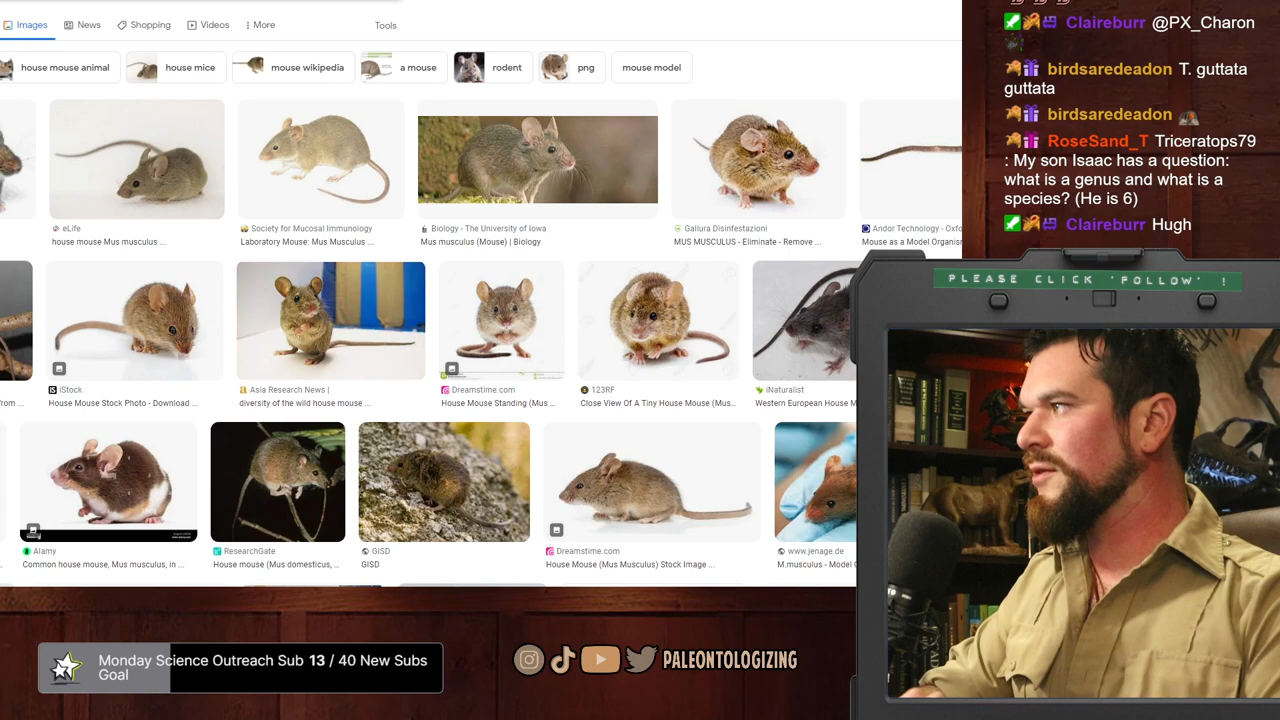 Images
News
Shopping
Videos
More
Tools
house mouse animal
house mice
mouse wikipedia
a mouse
rodent
png
mouse model
eLife
house mouse Mus musculus ...
Society for Mucosal Immunology
Laboratory Mouse: Mus Musculus ...
Biology - The University of Iowa
Mus musculus (Mouse) | Biology
Gallura Disinfestazioni
MUS MUSCULUS - Eliminate - Remove ...
Andor Technology - Oxfo
Mouse as a Model Organism
from ...
iStock
House Mouse Stock Photo - Download ...
Asia Research News |
diversity of the wild house mouse ...
Dreamstime.com
House Mouse Standing (Mus ...
123RF
Close View Of A Tiny House Mouse (Mus...
iNaturalist
Western European House M
Alamy
Common house mouse, Mus musculus, in ...
ResearchGate
House mouse (Mus domesticus, ...
GISD
GISD
Dreamstime.com
House Mouse (Mus Musculus) Stock Image ...
www.jenage.de
M.musculus - Model O
Claireburr @PX_Charon
birdsaredeadon T. guttata
guttata
birdsaredeadon
RoseSand_T Triceratops79
: My son Isaac has a question:
what is a genus and what is a
species? (He is 6)
Claireburr Hugh
PLEASE CLICK 'FOLLOW' !
Monday Science Outreach Sub 13 / 40 New Subs
Goal
PALEONTOLOGIZING